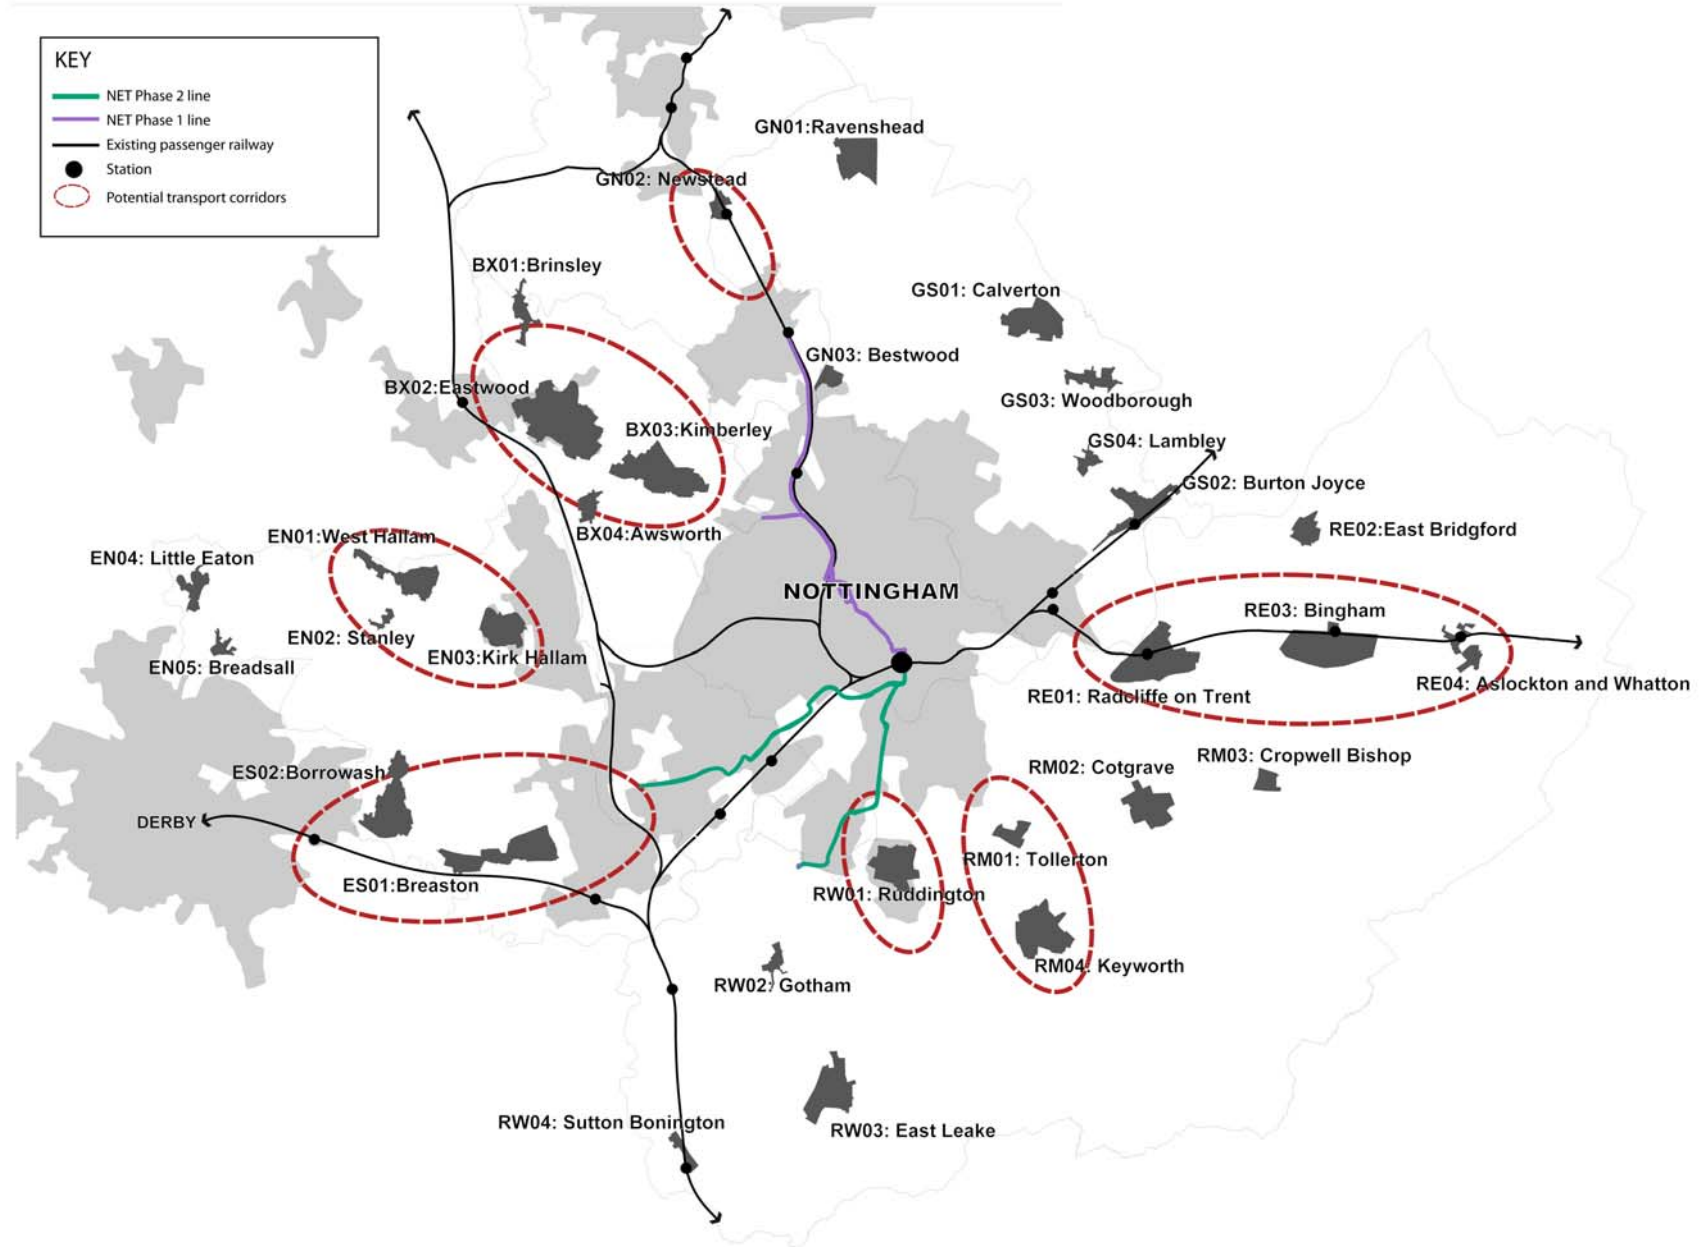 KEY
NET Phase 2 line
NET Phase 1 line
Existing passenger railway
Station
Potential transport corridors
GN01:Ravenshead
GN02: Newstead
BX01:Brinsley
GS01: Calverton
GN03: Bestwood
BX02:Eastwood
GS03: Woodborough
BX03:Kimberley
GS04: Lambley
GS02: Burton Joyce
RE02:East Bridgford
BX04:Awsworth
EN01:West Hallam
EN04: Little Eaton
NOTTINGHAM
RE03: Bingham
EN02: Stanley
EN03:Kirk Hallam
EN05: Breadsall
RE04: Aslockton and Whatton
RE01: Radcliffe on Trent
RM03: Cropwell Bishop
RM02: Cotgrave
ES02:Borrowash
DERBY
RM01: Tollerton
ES01:Breaston
RW01: Ruddington
RM04: Keyworth
RW02: Gotham
RW04: Sutton Bonington
RW03: East Leake